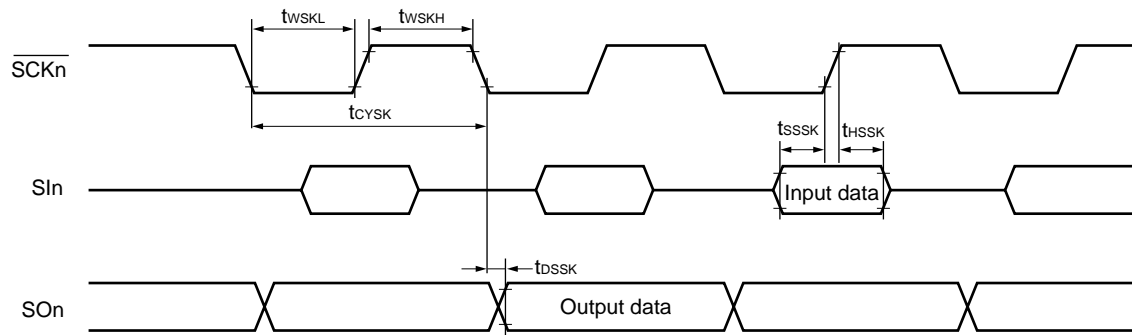 tWSKL tWSKH
SCKn
tCYSK
tSSSK tHSSK
SIn Input data
tDSSK
SOn Output data